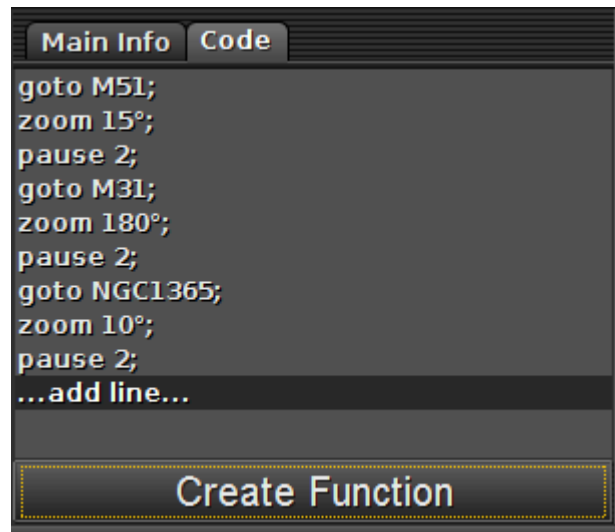 Main Info Code
goto M51;
zoom 15°;
pause 2;
goto M31;
zoom 180°;
pause 2;
goto NGC1365;
zoom 10°;
pause 2;
...add line...
Create Function